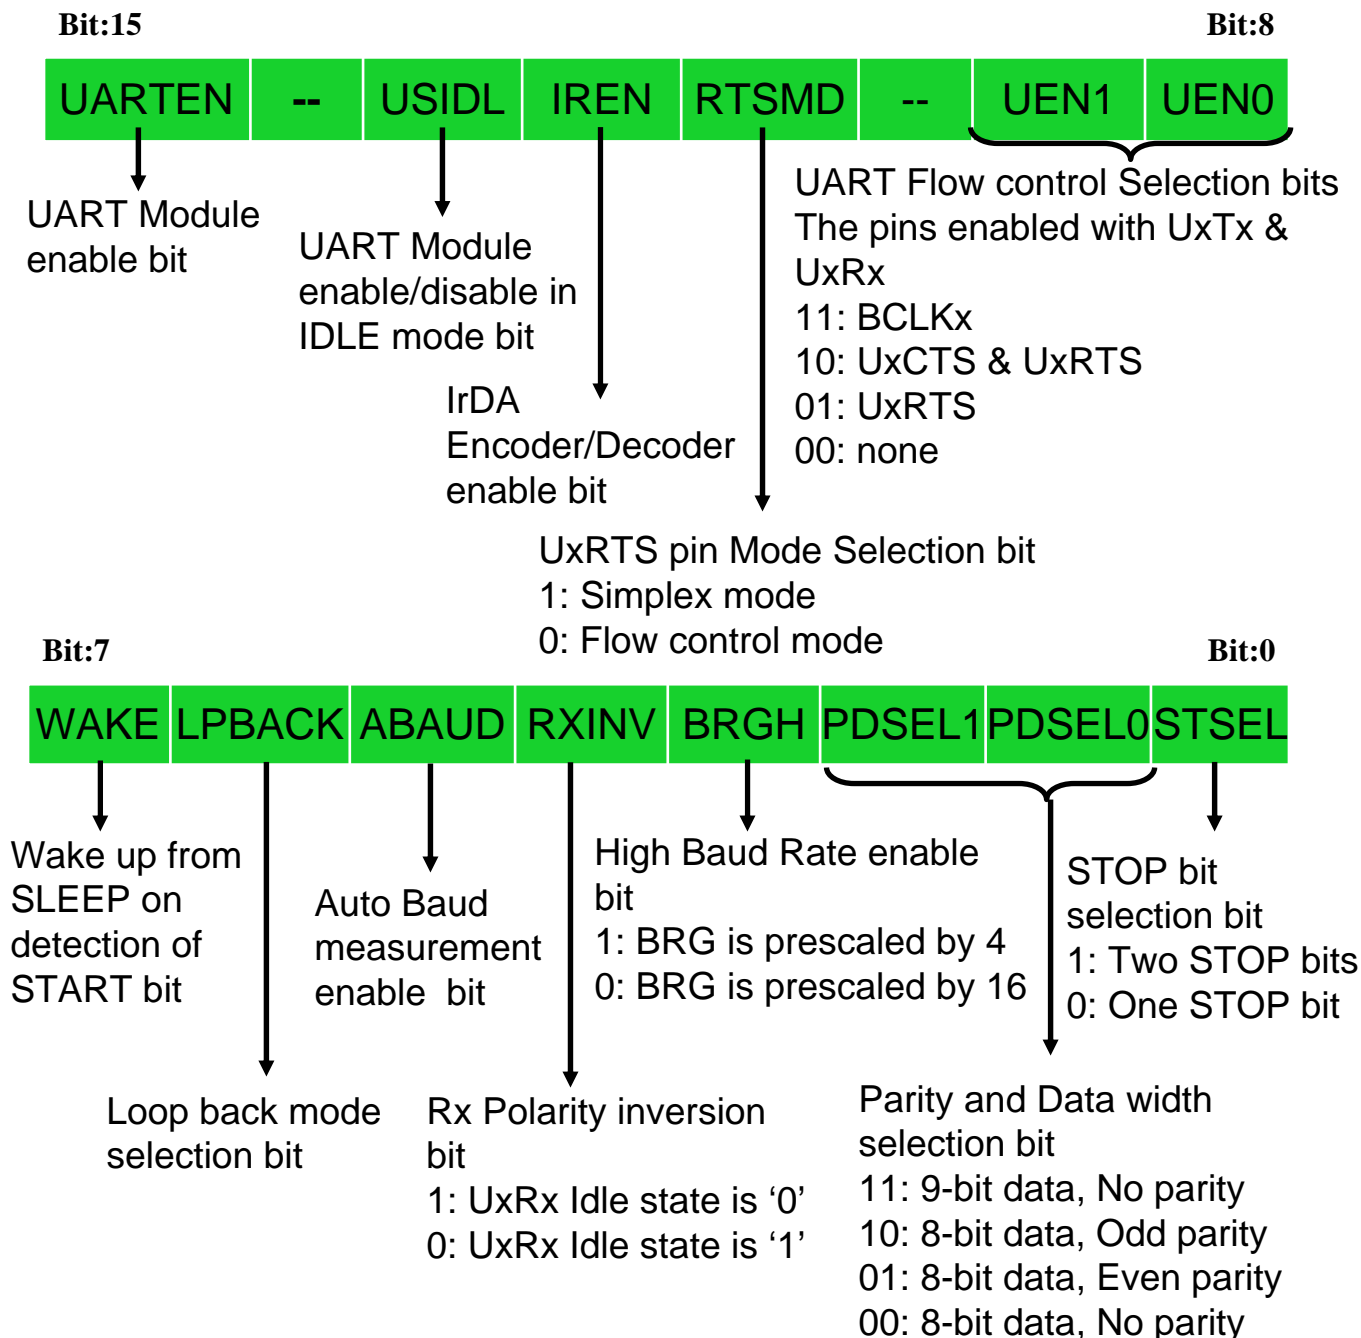 Bit:15 Bit:8
UARTEN -- USIDL IREN RTSMD -- UEN1 UEN0
UART Module
enable bit
UART Module
enable/disable in
IDLE mode bit
IrDA
Encoder/Decoder
enable bit
UxRTS pin Mode Selection bit
1: Simplex mode
0: Flow control mode
UART Flow control Selection bits
The pins enabled with UxTx &
UxRx
11: BCLKx
10: UxCTS & UxRTS
01: UxRTS
00: none
Bit:7 Bit:0
WAKE LPBACK ABAUD RXINV BRGH PDSEL1 PDSEL0 STSEL
Wake up from
SLEEP on
detection of
START bit
Loop back mode
selection bit
Auto Baud
measurement
enable bit
Rx Polarity inversion
bit
1: UxRx Idle state is ‘0’
0: UxRx Idle state is ‘1’
High Baud Rate enable
bit
1: BRG is prescaled by 4
0: BRG is prescaled by 16
Parity and Data width
selection bit
11: 9-bit data, No parity
10: 8-bit data, Odd parity
01: 8-bit data, Even parity
00: 8-bit data, No parity
STOP bit
selection bit
1: Two STOP bits
0: One STOP bit